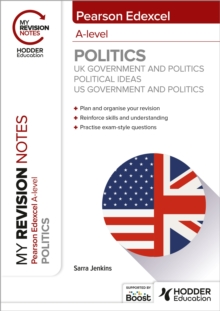 MY
REVISION
NOTES
HODDER
Education
Pearson Edexcel
A-level
POLITICS
UK GOVERNMENT AND POLITICS
POLITICAL IDEAS
US GOVERNMENT AND POLITICS
Plan and organise your revision
Reinforce skills and understanding
Practise exam-style questions
MY REVISION NOTES
Pearson Edexcel A-level
POLITICS
Sarra Jenkins
SUPPORTED BY
Boost
HODDER
Education